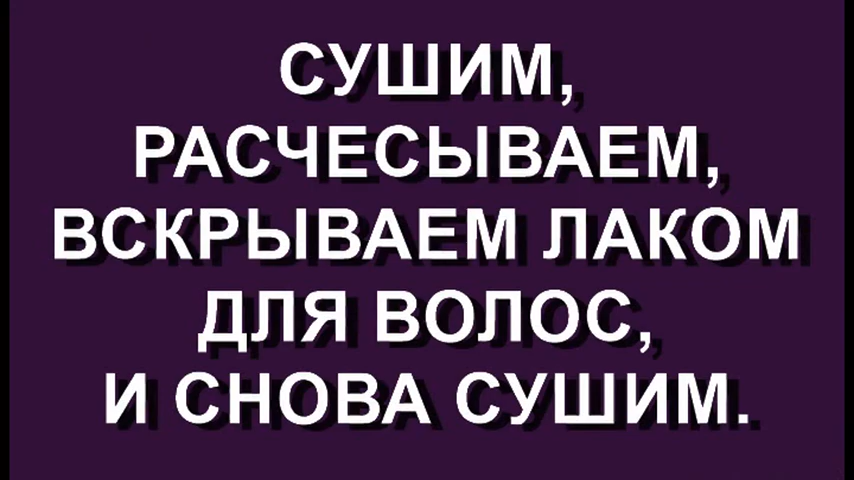 СУШИМ,
РАСЧЕСЫВАЕМ,
ВСКРЫВАЕМ ЛАКОМ
ДЛЯ ВОЛОС,
И СНОВА СУШИМ.